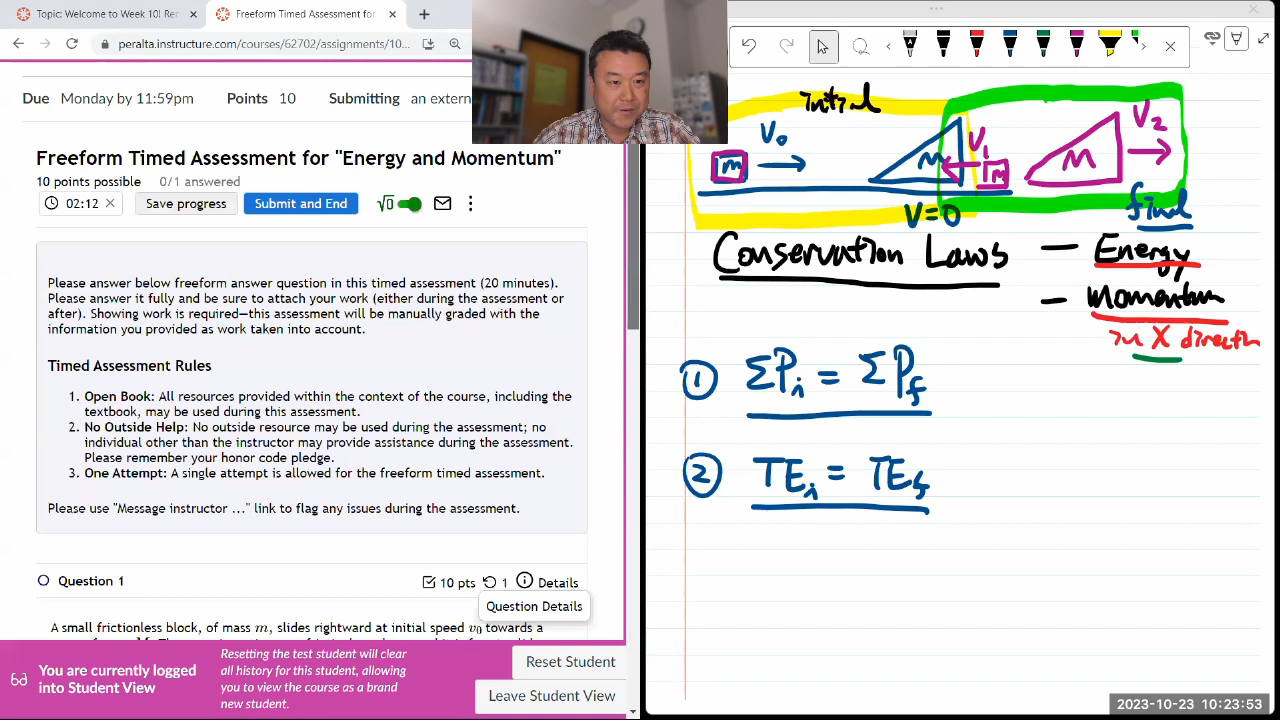 Topic: Welcome to Week 10! Rer
Freeform Timed Assessment for
peralta.instructure.com/courses/62702/assignments/10...
Due Monday by 11:59pm Points 10 Submitting an extern
Freeform Timed Assessment for "Energy and Momentum"
10 points possible 0/1 answered
02:12 Save progress Submit and End √0
Please answer below freeform answer question in this timed assessment (20 minutes).
Please answer it fully and be sure to attach your work (either during the assessment or
after). Showing work is required—this assessment will be manually graded with the
information you provided as work taken into account.
Timed Assessment Rules
1. Open Book: All resources provided within the context of the course, including the
textbook, may be used during this assessment.
2. No Outside Help: No outside resource may be used during the assessment; no
individual other than the instructor may provide assistance during the assessment.
Please remember your honor code pledge.
3. One Attempt: A single attempt is allowed for the freeform timed assessment.
Please use "Message instructor ..." link to flag any issues during the assessment.
Question 1 10 pts 1 Details
Question Details
A small frictionless block, of mass m, slides rightward at initial speed v₀ towards a
You are currently logged
into Student View
Resetting the test student will clear
all history for this student, allowing
you to view the course as a brand
new student.
Reset Student
Leave Student View
initial
m V₀ M V₁ m M V₂
V=0 final
Conservation Laws — Energy
— Momentum
in X direction
① ΣPᵢ = ΣP_f
② TEᵢ = TE_f
2023-10-23 10:23:53